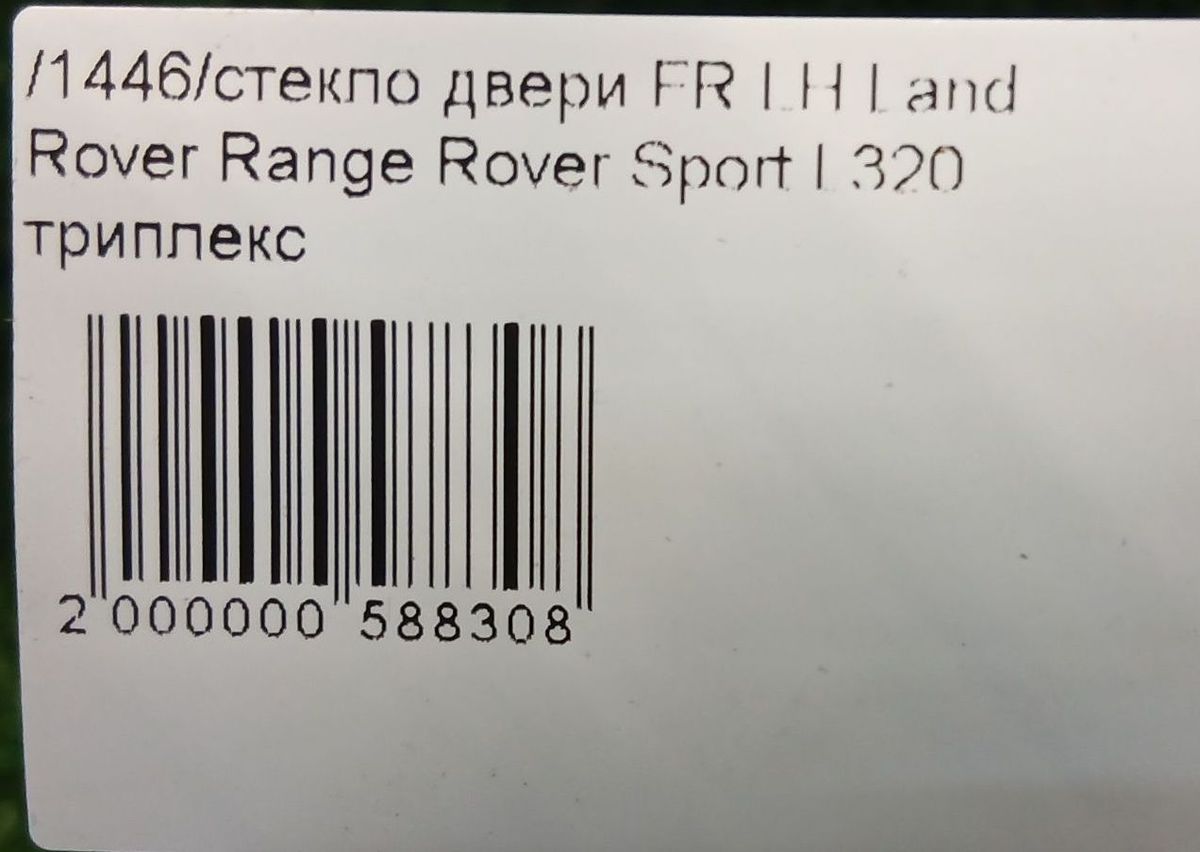 /1446/стекло двери FR LH Land
Rover Range Rover Sport L320
триплекс
2 000000 588308